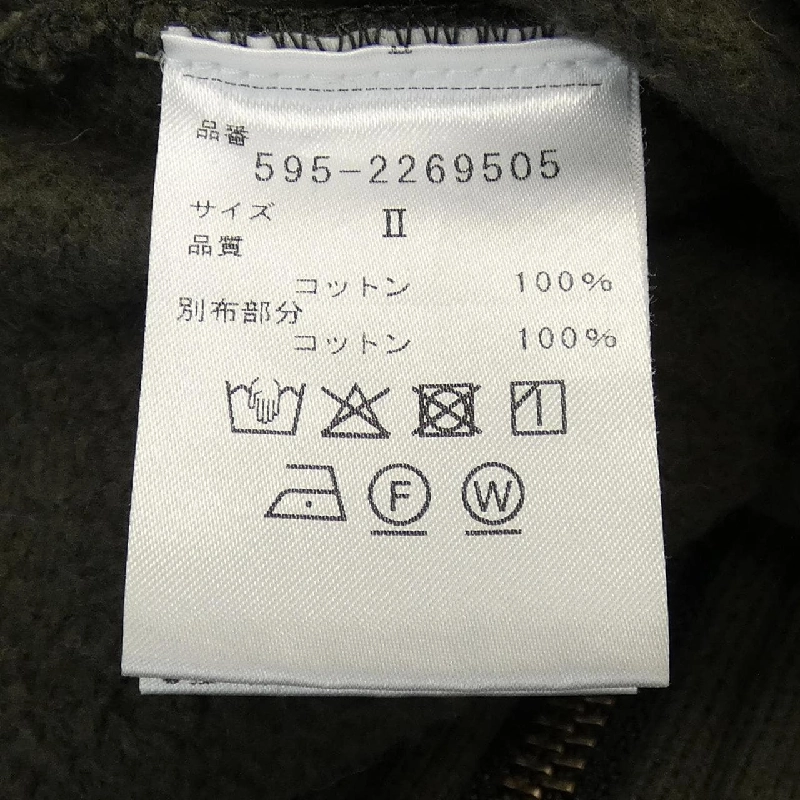 品番
595-2269505
サイズ Ⅱ
品質
コットン 100%
別布部分
コットン 100%
F W